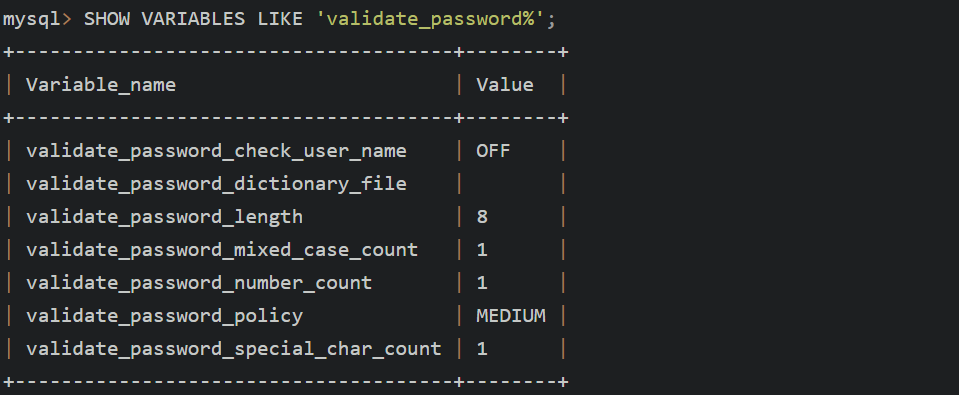 mysql> SHOW VARIABLES LIKE 'validate_password%';
+--------------------------------------+--------+
| Variable_name                        | Value  |
+--------------------------------------+--------+
| validate_password_check_user_name    | OFF    |
| validate_password_dictionary_file    |        |
| validate_password_length             | 8      |
| validate_password_mixed_case_count   | 1      |
| validate_password_number_count       | 1      |
| validate_password_policy             | MEDIUM |
| validate_password_special_char_count | 1      |
+--------------------------------------+--------+